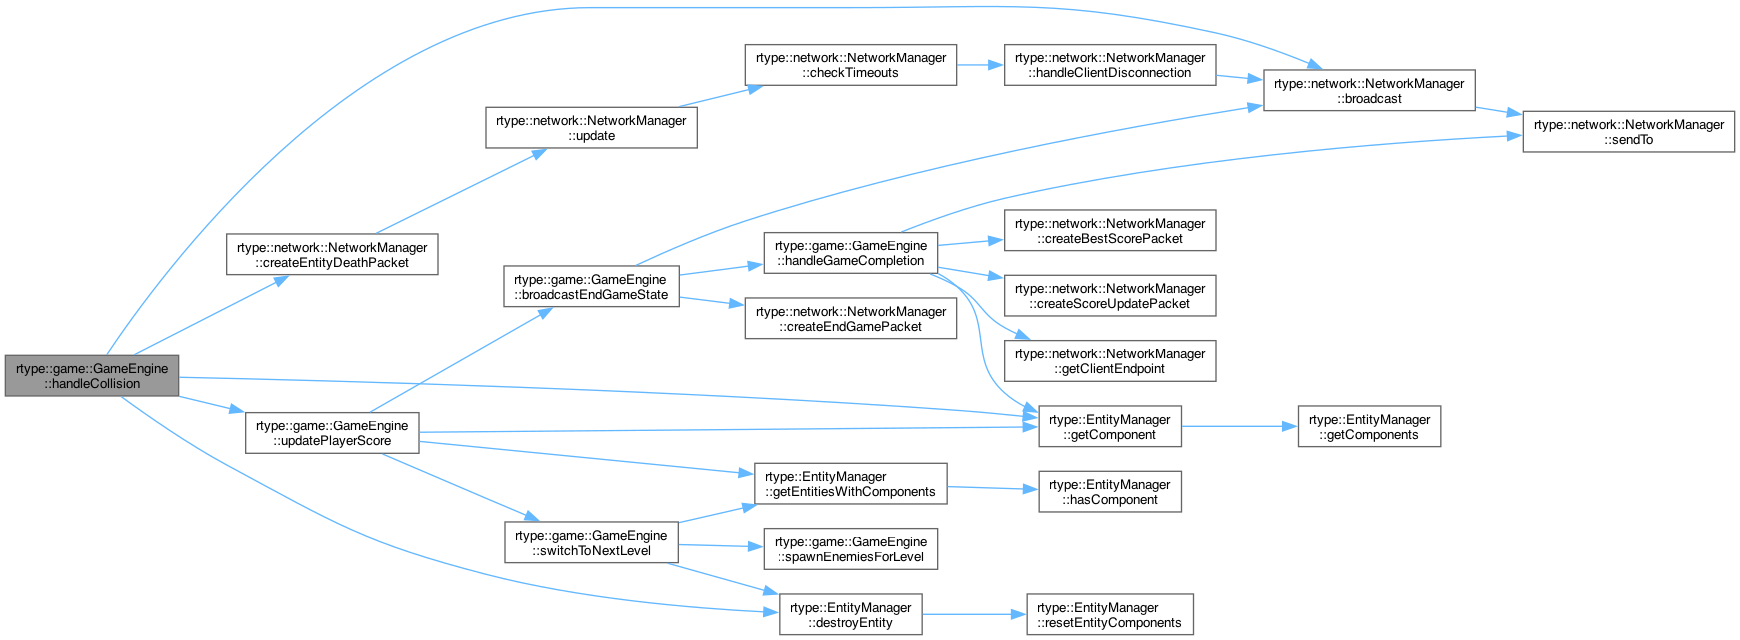 rtype::game::GameEngine
::handleCollision
rtype::network::NetworkManager
::createEntityDeathPacket
rtype::game::GameEngine
::updatePlayerScore
rtype::network::NetworkManager
::update
rtype::game::GameEngine
::broadcastEndGameState
rtype::game::GameEngine
::switchToNextLevel
rtype::network::NetworkManager
::checkTimeouts
rtype::game::GameEngine
::handleGameCompletion
rtype::network::NetworkManager
::createEndGamePacket
rtype::EntityManager
::getEntitiesWithComponents
rtype::game::GameEngine
::spawnEnemiesForLevel
rtype::EntityManager
::destroyEntity
rtype::network::NetworkManager
::handleClientDisconnection
rtype::network::NetworkManager
::createBestScorePacket
rtype::network::NetworkManager
::createScoreUpdatePacket
rtype::network::NetworkManager
::getClientEndpoint
rtype::EntityManager
::getComponent
rtype::EntityManager
::hasComponent
rtype::EntityManager
::resetEntityComponents
rtype::network::NetworkManager
::broadcast
rtype::EntityManager
::getComponents
rtype::network::NetworkManager
::sendTo